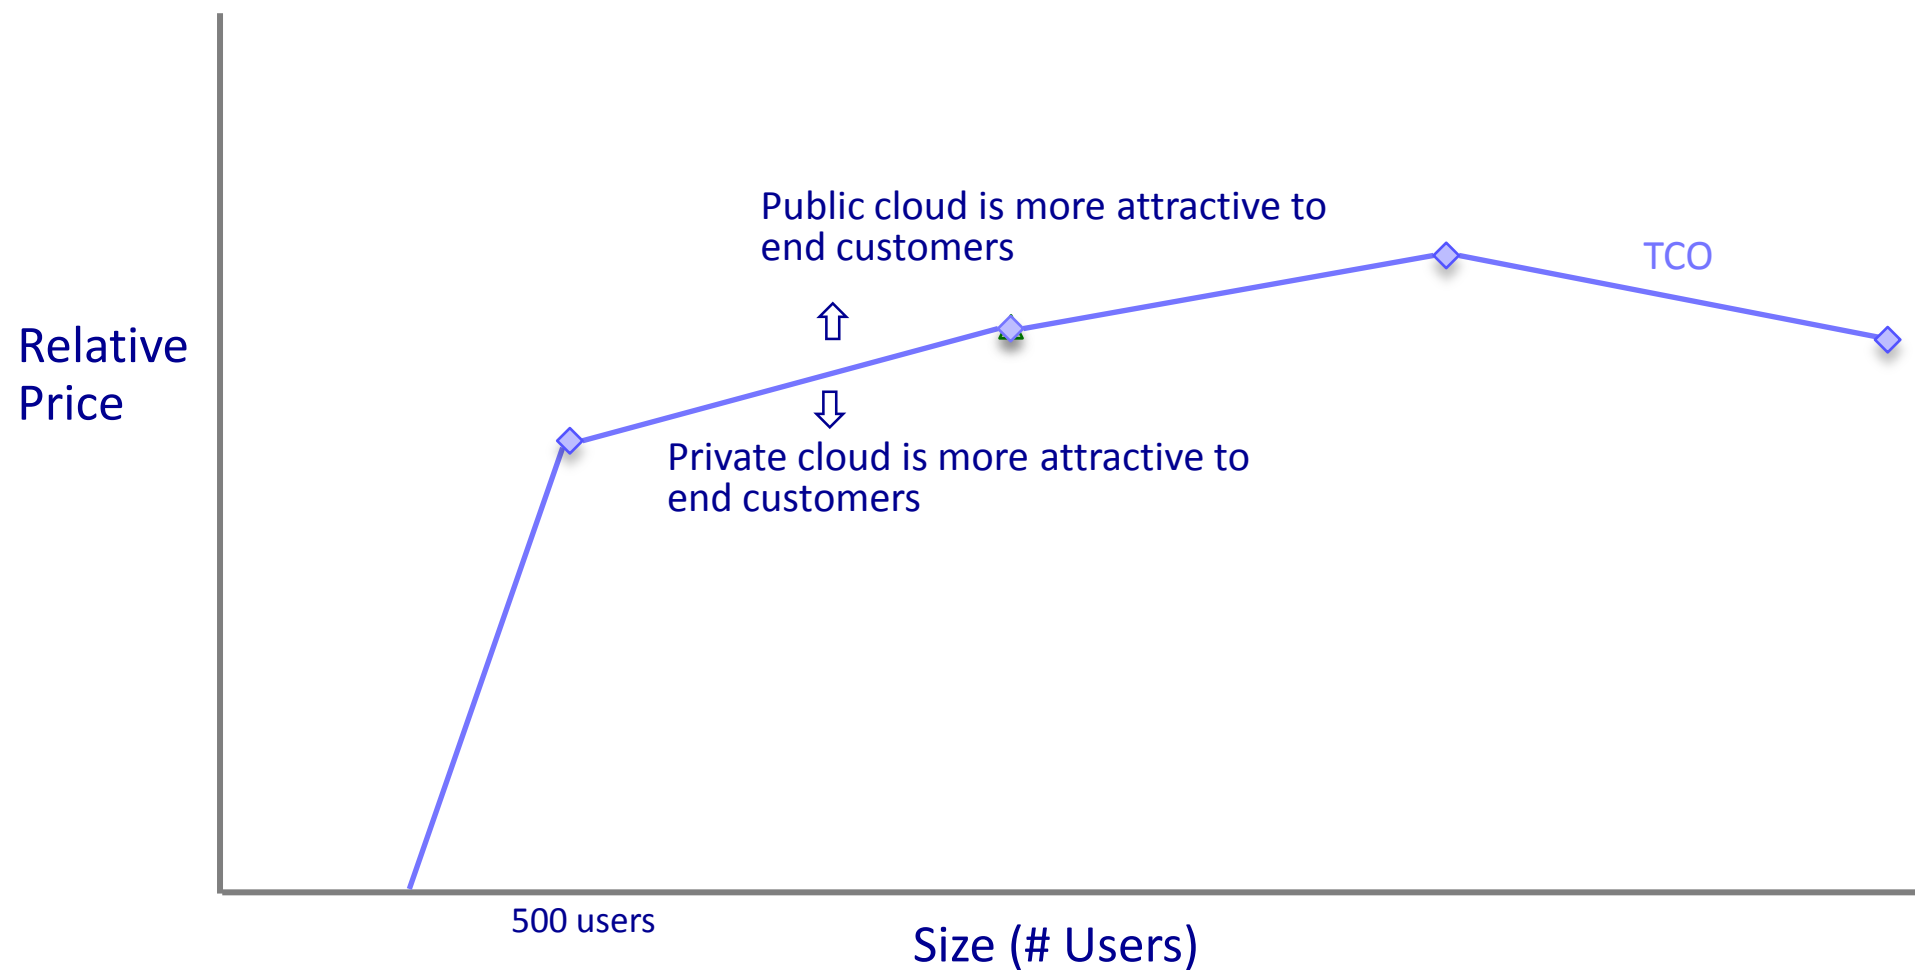 Public cloud is more attractive to
end customers
TCO
Relative
Price
Private cloud is more attractive to
end customers
500 users
Size (# Users)